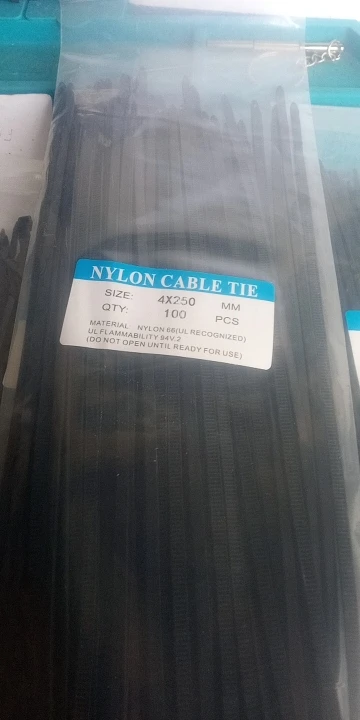 NYLON CABLE TIE
SIZE: 4X250 MM
QTY: 100 PCS
MATERIAL NYLON 66(UL RECOGNIZED)
UL FLAMMABILITY 94V.2
(DO NOT OPEN UNTIL READY FOR USE)